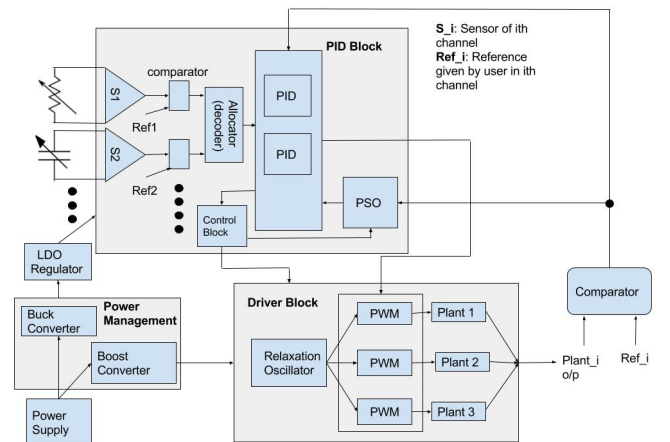 S_i: Sensor of ith
channel
Ref_i: Reference
given by user in ith
channel
PID Block
comparator
S1
Ref1
S2
Ref2
Allocator
(decoder)
PID
PID
PSO
Control
Block
LDO
Regulator
Power
Management
Buck
Converter
Boost
Converter
Power
Supply
Driver Block
Relaxation
Oscillator
PWM
Plant 1
PWM
Plant 2
PWM
Plant 3
Comparator
Plant_i
o/p
Ref_i